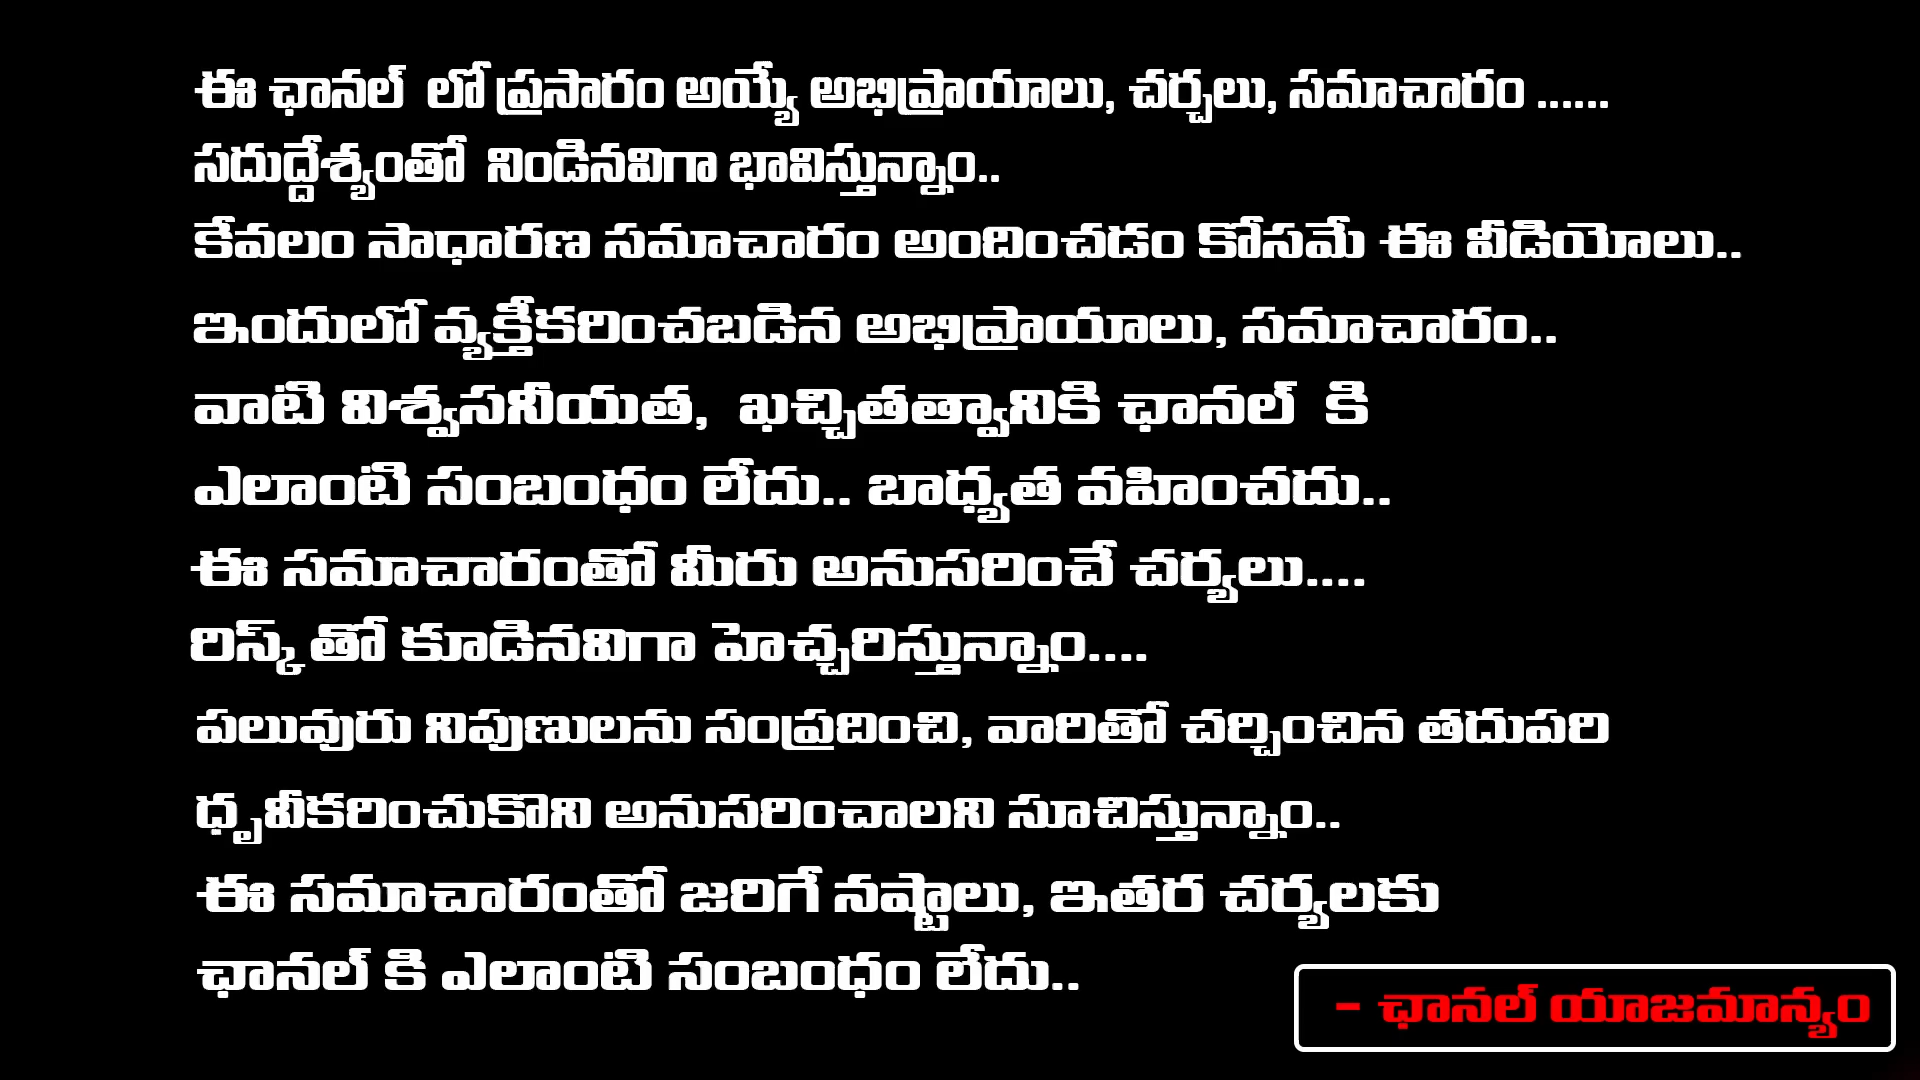 ఈ ఛానల్ లో ప్రసారం అయ్యే అభిప్రాయాలు, చర్చలు, సమాచారం ......
సదుద్దేశ్యంతో నిండినవిగా భావిస్తున్నాం..
కేవలం సాధారణ సమాచారం అందించడం కోసమే ఈ వీడియోలు..
ఇందులో వ్యక్తీకరించబడిన అభిప్రాయాలు, సమాచారం..
వాటి విశ్వసనీయత, ఖచ్చితత్వానికి ఛానల్ కి
ఎలాంటి సంబంధం లేదు.. బాధ్యత వహించదు..
ఈ సమాచారంతో మీరు అనుసరించే చర్యలు....
రిస్క్ తో కూడినవిగా హెచ్చరిస్తున్నాం....
పలువురు నిపుణులను సంప్రదించి, వారితో చర్చించిన తదుపరి
ధృవీకరించుకొని అనుసరించాలని సూచిస్తున్నాం..
ఈ సమాచారంతో జరిగే నష్టాలు, ఇతర చర్యలకు
ఛానల్ కి ఎలాంటి సంబంధం లేదు..
- ఛానల్ యాజమాన్యం